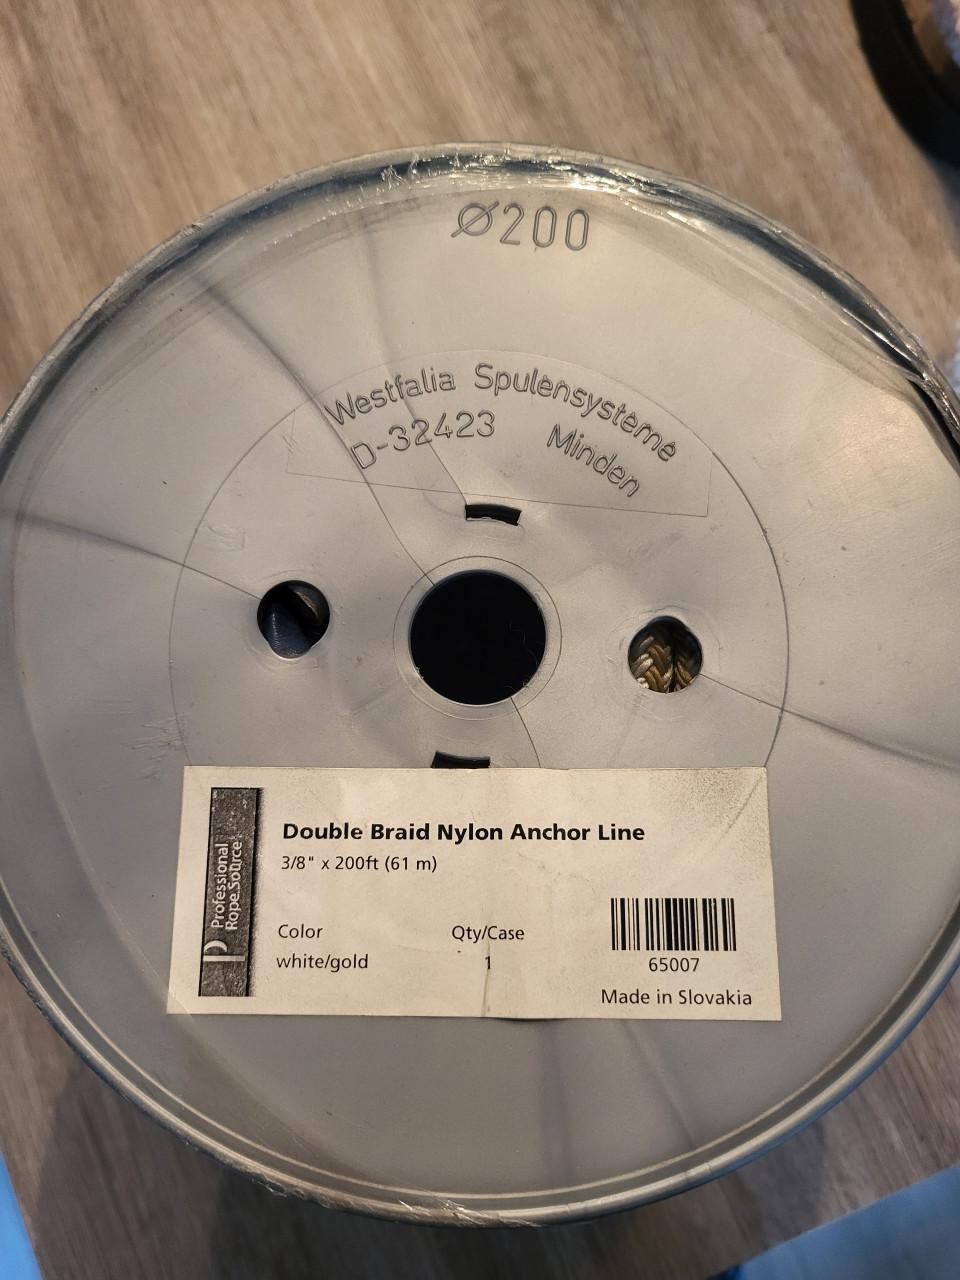 Ø200
Westfalia Spulensysteme
D-32423 Minden
Double Braid Nylon Anchor Line
3/8" x 200ft (61 m)
Professional
Rope.Source
Color Qty/Case
white/gold 1
65007
Made in Slovakia